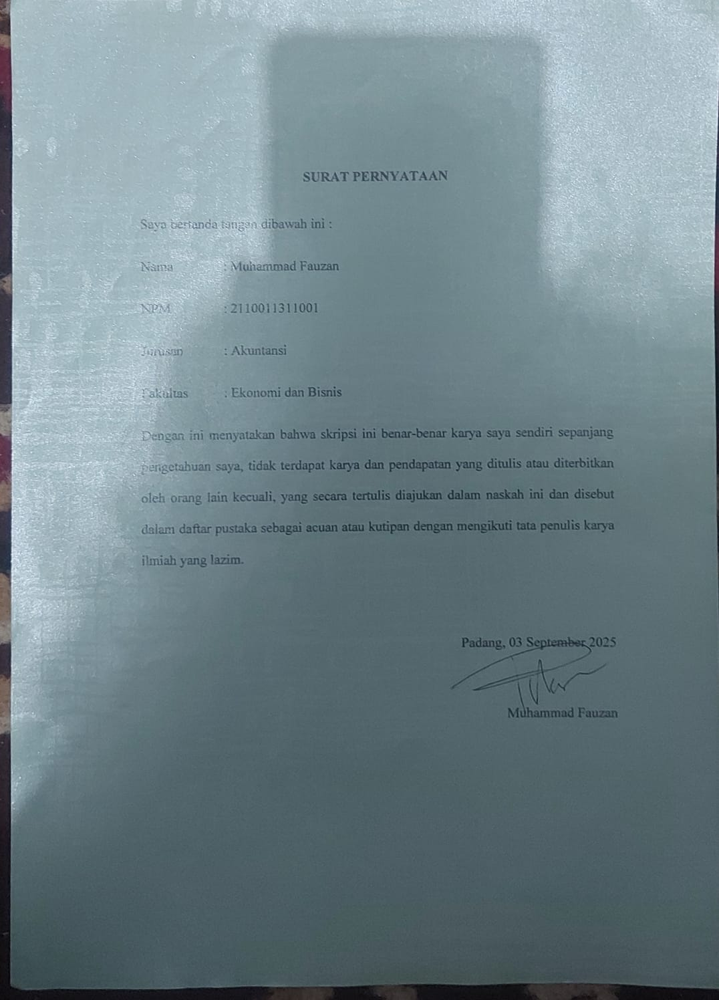 SURAT PERNYATAAN
Saya bertanda tangan dibawah ini :
Nama : Muhammad Fauzan
NPM : 2110011311001
Jurusan : Akuntansi
Fakultas : Ekonomi dan Bisnis
Dengan ini menyatakan bahwa skripsi ini benar-benar karya saya sendiri sepanjang
pengetahuan saya, tidak terdapat karya dan pendapatan yang ditulis atau diterbitkan
oleh orang lain kecuali, yang secara tertulis diajukan dalam naskah ini dan disebut
dalam daftar pustaka sebagai acuan atau kutipan dengan mengikuti tata penulis karya
ilmiah yang lazim.
Padang, 03 September 2025
Muhammad Fauzan